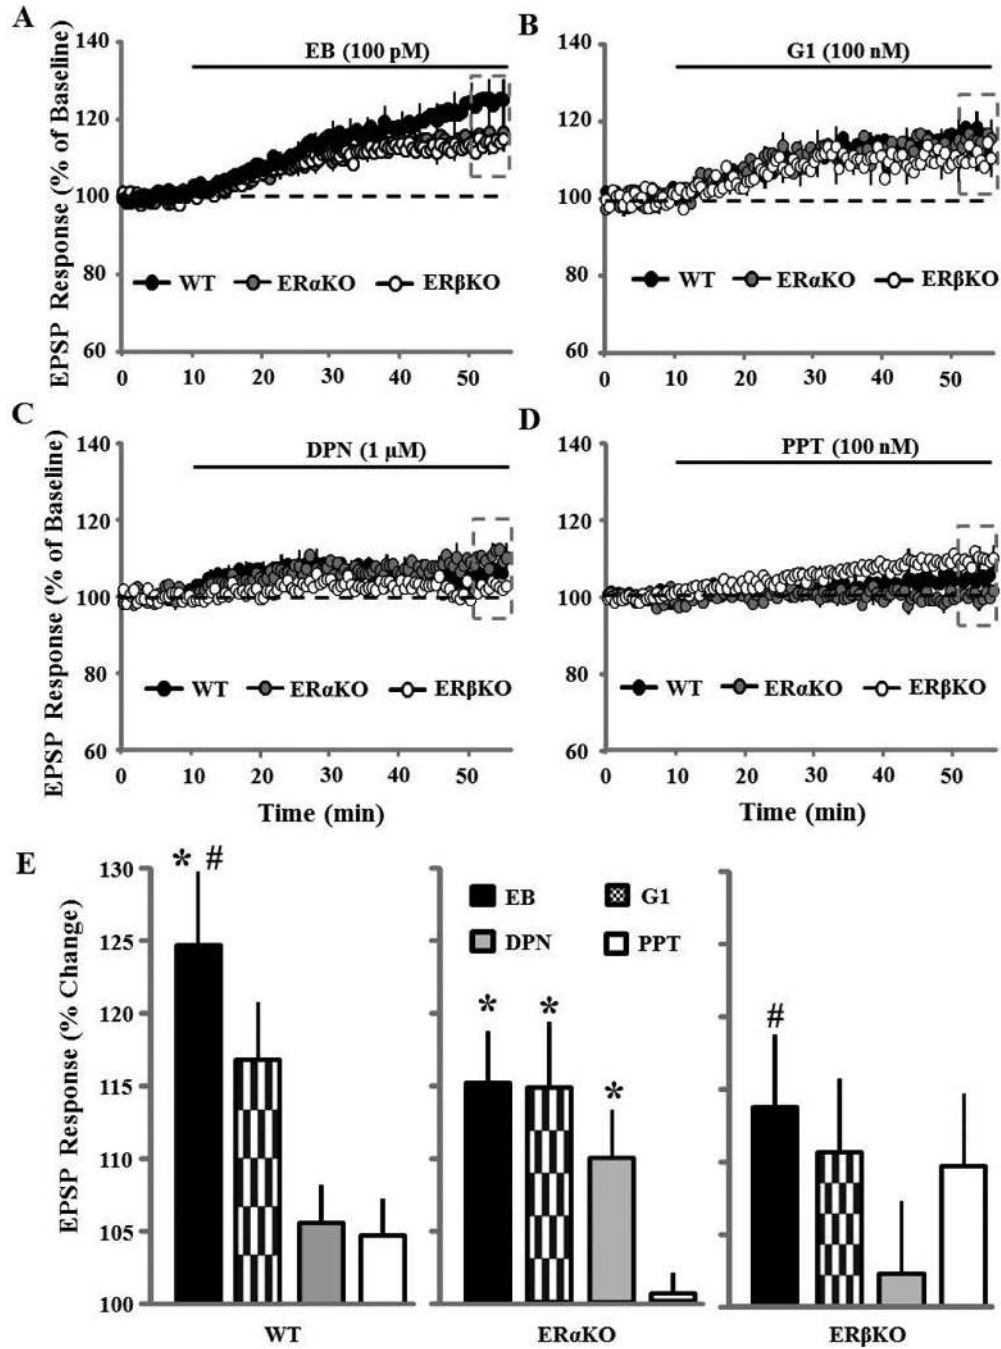 A
EPSP Response (% of Baseline)
140
120
100
80
60
EB (100 pM)
WT ERαKO ERβKO
0 10 20 30 40 50
B
140
120
100
80
60
G1 (100 nM)
WT ERαKO ERβKO
0 10 20 30 40 50
C
EPSP Response (% of Baseline)
140
120
100
80
60
DPN (1 μM)
WT ERαKO ERβKO
0 10 20 30 40 50
Time (min)
D
140
120
100
80
60
PPT (100 nM)
WT ERαKO ERβKO
0 10 20 30 40 50
Time (min)
E
EPSP Response (% Change)
130
125
120
115
110
105
100
* #
EB G1
DPN PPT
* *
*
#
WT ERαKO ERβKO